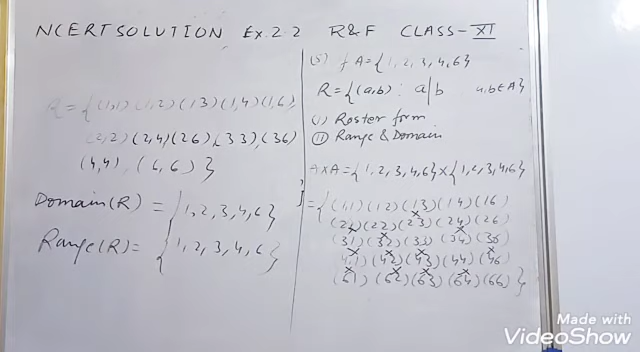 NCERT SOLUTION Ex. 2.2 R&F CLASS-XI
R = {(1,1) (1,2) (1 3) (1,4) (1,6)
(2,2) (2,4) (2 6) (3 3), (3 6)
(4,4), (6,6)}
Domain(R) = {1,2,3,4,6}
Range(R) = {1,2,3,4,6}
(5) f A={1,2,3,4,6}
R={(a,b): a|b a,b∈A}
(i) Roster form
(ii) Range & Domain
A×A={1,2,3,4,6}×{1,2,3,4,6}
={(1,1) (1 2) (1 3) (1 4) (1 6)
(2 1) (2 2) (2 3) (2 4) (2 6)
(3 1) (3 2) (3 3) (3 4) (3 6)
(4 1) (4 2) (4 3) (4 4) (4 6)
(6 1) (6 2) (6 3) (6 4) (6 6)}
Made with
VideoShow